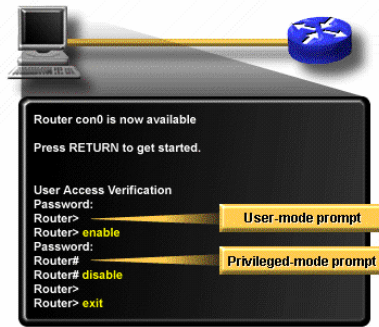 Router con0 is now available
Press RETURN to get started.
User Access Verification
Password:
Router>
User-mode prompt
Router> enable
Password:
Router#
Privileged-mode prompt
Router# disable
Router>
Router> exit